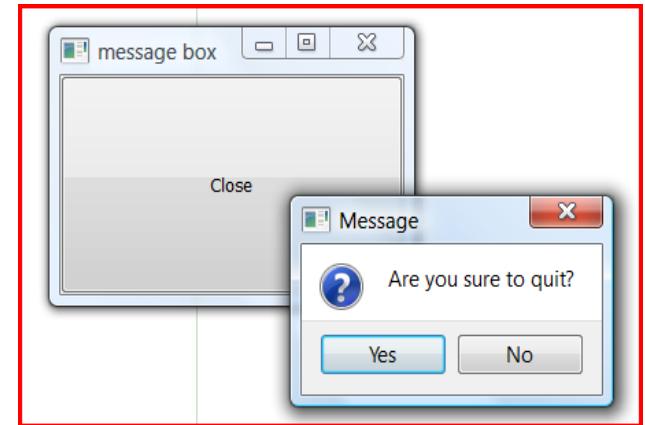 message box
Close
Message
Are you sure to quit?
Yes
No